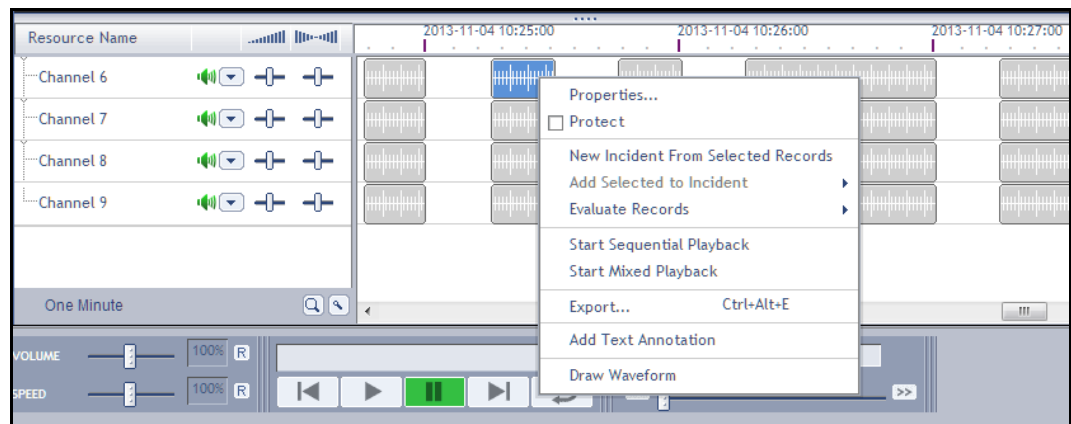 Resource Name
2013-11-04 10:25:00 2013-11-04 10:26:00 2013-11-04 10:27:00
Channel 6
Channel 7
Channel 8
Channel 9
Properties...
Protect
New Incident From Selected Records
Add Selected to Incident
Evaluate Records
Start Sequential Playback
Start Mixed Playback
Export... Ctrl+Alt+E
Add Text Annotation
Draw Waveform
One Minute
VOLUME 100% R
SPEED 100% R
>>